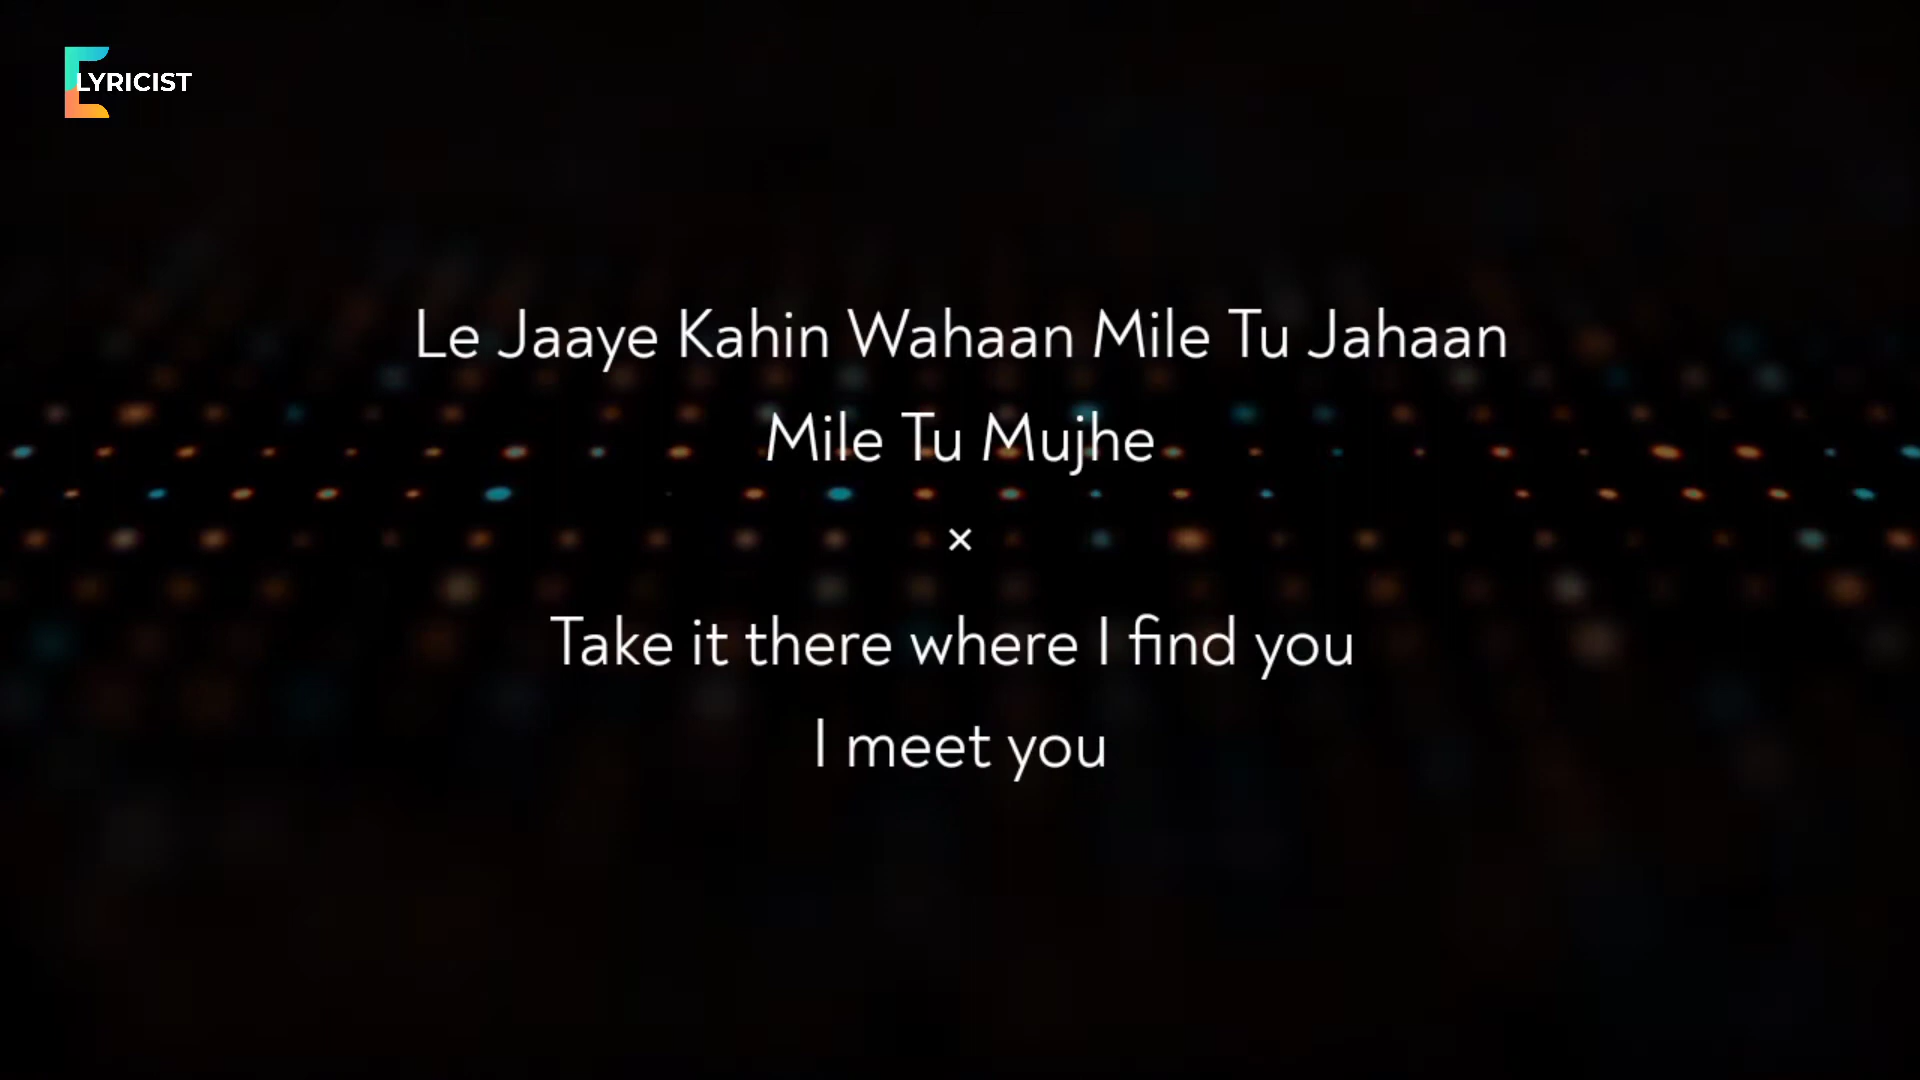 LYRICIST
Le Jaaye Kahin Wahaan Mile Tu Jahaan
Mile Tu Mujhe
×
Take it there where I find you
I meet you